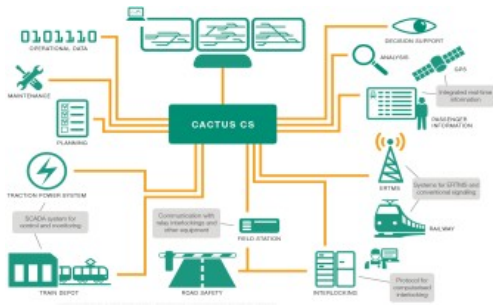 0101110
OPERATIONAL DATA
DECISION SUPPORT
ANALYSIS
GPS
Integrated real-time
information
MAINTENANCE
CACTUS CS
PASSENGER
INFORMATION
PLANNING
ERTMS
TRACTION POWER SYSTEM
Systems for ERTMS and
conventional signaling
SCADA system for
control and monitoring
Communication with
relay interlockings and
other equipment
FIELD STATION
RAILWAY
TRAIN DEPOT
ROAD SAFETY
INTERLOCKING
Protocol for
computerised
interlocking